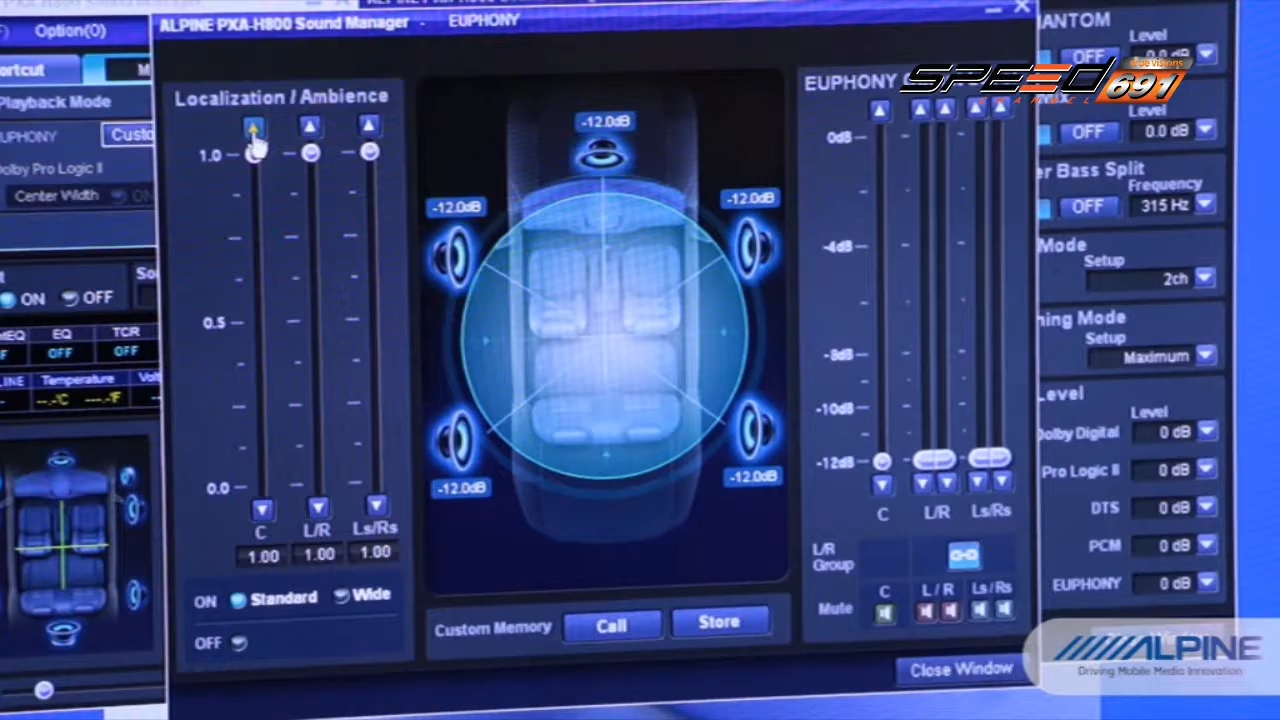 ALPINE PXA-H800 Sound Manager - EUPHONY
Option(O)
Playback Mode
EUPHONY
Dolby Pro Logic II
Center Width
ON
OFF
EQ
TCR
OFF
OFF
Temperature
Localization / Ambience
1.0
0.5
0.0
C
L/R
Ls/Rs
1.00
1.00
1.00
ON
Standard
Wide
OFF
-12.0dB
-12.0dB
-12.0dB
-12.0dB
-12.0dB
Custom Memory
Call
Store
EUPHONY
0dB
-4dB
-8dB
-10dB
-12dB
C
L/R
Ls/Rs
L/R
Group
C
L / R
Ls / Rs
Mute
Close Window
Level
OFF
0.0 dB
Level
OFF
0.0 dB
Bass Split
Frequency
OFF
315 Hz
Mode
Setup
2ch
Mode
Setup
Maximum
Level
Level
Dolby Digital
0 dB
Pro Logic II
0 dB
DTS
0 dB
PCM
0 dB
EUPHONY
0 dB
SPEED
CHANNEL
true visions
691
ALPINE
Driving Mobile Media Innovation